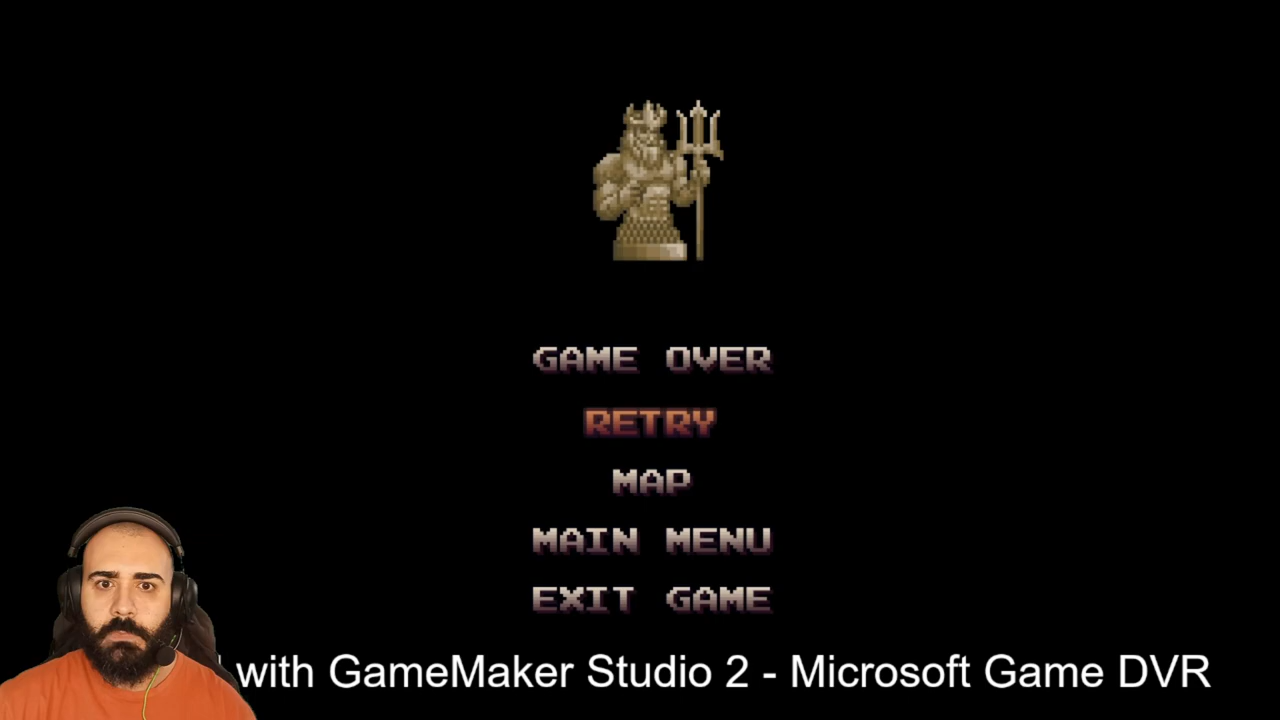 GAME OVER
RETRY
MAP
MAIN MENU
EXIT GAME
with GameMaker Studio 2 - Microsoft Game DVR